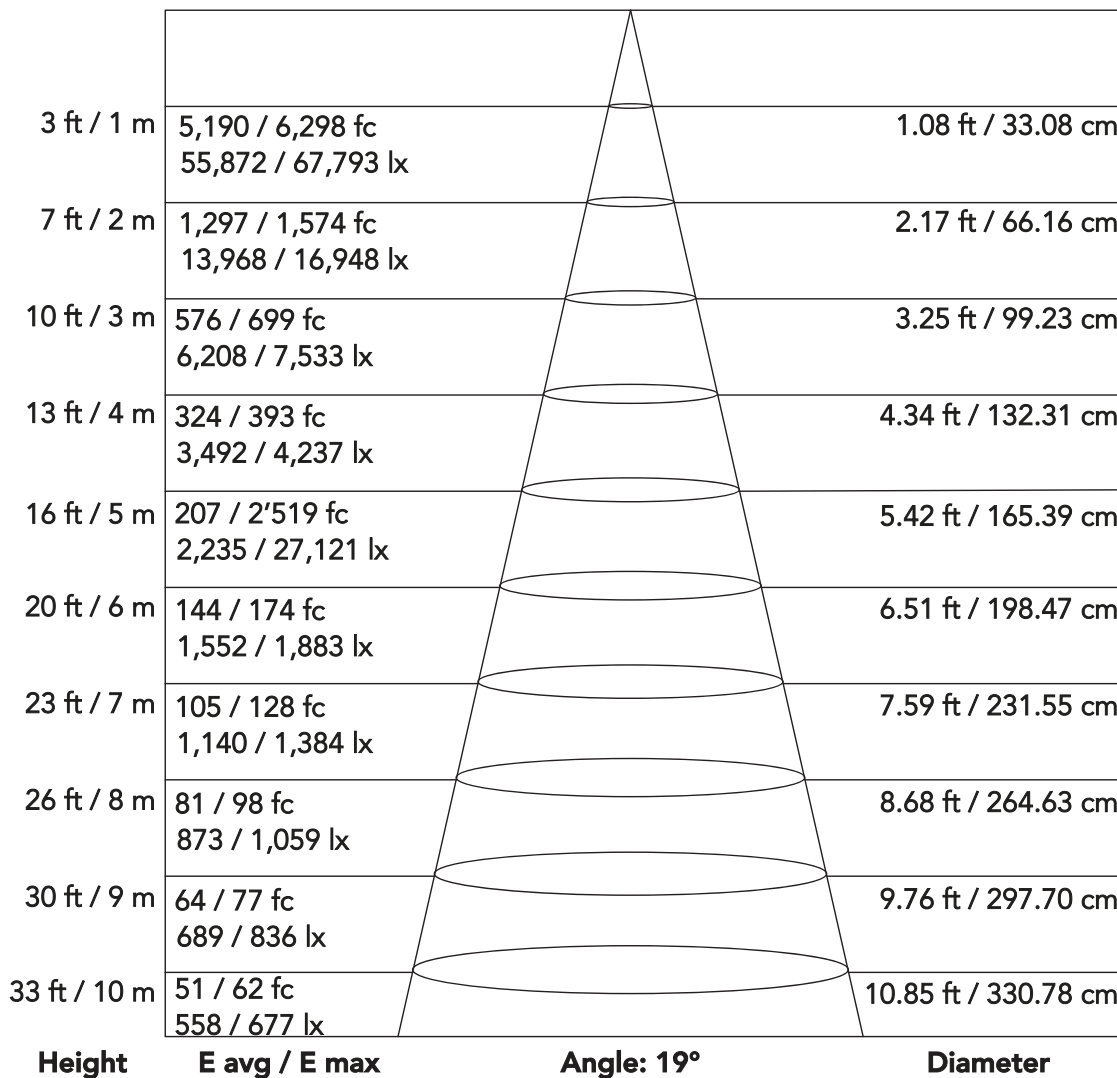 3 ft / 1 m 5,190 / 6,298 fc 1.08 ft / 33.08 cm
55,872 / 67,793 lx
7 ft / 2 m 1,297 / 1,574 fc 2.17 ft / 66.16 cm
13,968 / 16,948 lx
10 ft / 3 m 576 / 699 fc 3.25 ft / 99.23 cm
6,208 / 7,533 lx
13 ft / 4 m 324 / 393 fc 4.34 ft / 132.31 cm
3,492 / 4,237 lx
16 ft / 5 m 207 / 2’519 fc 5.42 ft / 165.39 cm
2,235 / 27,121 lx
20 ft / 6 m 144 / 174 fc 6.51 ft / 198.47 cm
1,552 / 1,883 lx
23 ft / 7 m 105 / 128 fc 7.59 ft / 231.55 cm
1,140 / 1,384 lx
26 ft / 8 m 81 / 98 fc 8.68 ft / 264.63 cm
873 / 1,059 lx
30 ft / 9 m 64 / 77 fc 9.76 ft / 297.70 cm
689 / 836 lx
33 ft / 10 m 51 / 62 fc 10.85 ft / 330.78 cm
558 / 677 lx
Height E avg / E max Angle: 19º Diameter